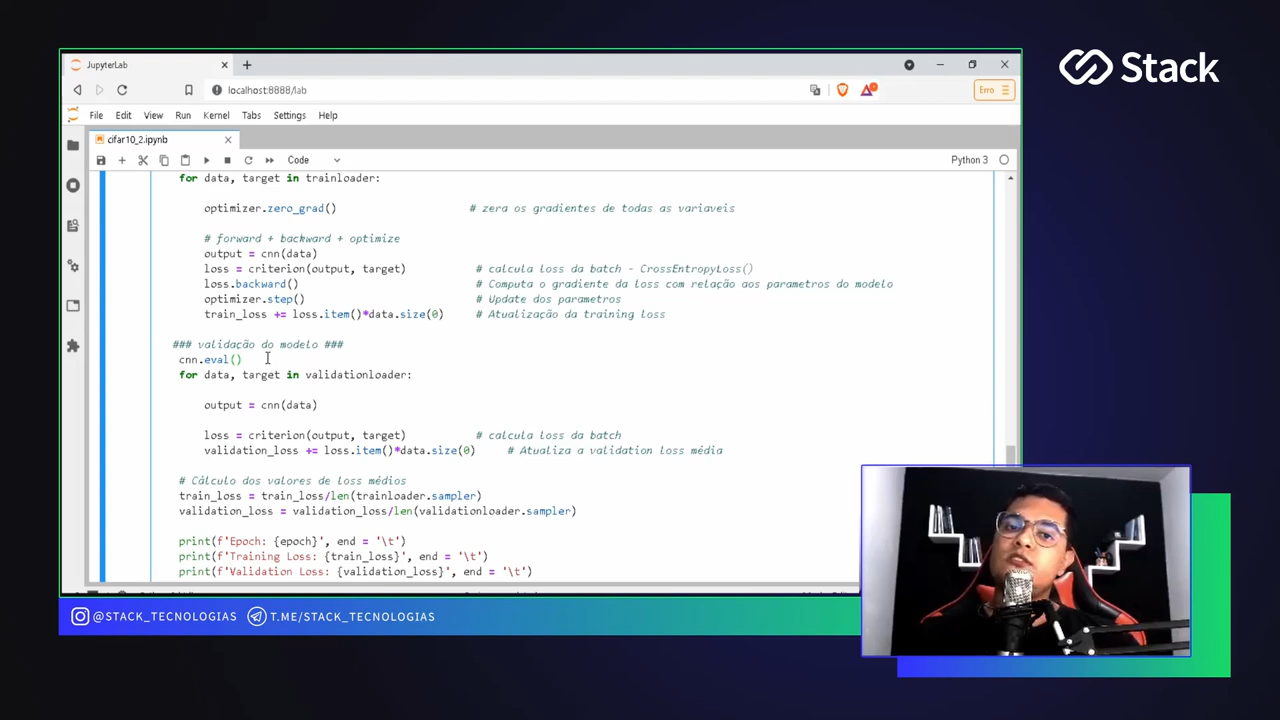 Stack
JupyterLab
localhost:8888/lab
Erro
File Edit View Run Kernel Tabs Settings Help
cifar10_2.ipynb
Code
Python 3
for data, target in trainloader:
optimizer.zero_grad() # zera os gradientes de todas as variaveis
# forward + backward + optimize
output = cnn(data)
loss = criterion(output, target) # calcula loss da batch - CrossEntropyLoss()
loss.backward() # Computa o gradiente da loss com relação aos parametros do modelo
optimizer.step() # Update dos parametros
train_loss += loss.item()*data.size(0) # Atualização da training loss
### validação do modelo ###
cnn.eval()
for data, target in validationloader:
output = cnn(data)
loss = criterion(output, target) # calcula loss da batch
validation_loss += loss.item()*data.size(0) # Atualiza a validation loss média
# Cálculo dos valores de loss médios
train_loss = train_loss/len(trainloader.sampler)
validation_loss = validation_loss/len(validationloader.sampler)
print(f'Epoch: {epoch}', end = '\t')
print(f'Training Loss: {train_loss}', end = '\t')
print(f'Validation Loss: {validation_loss}', end = '\t')
@STACK_TECNOLOGIAS T.ME/STACK_TECNOLOGIAS